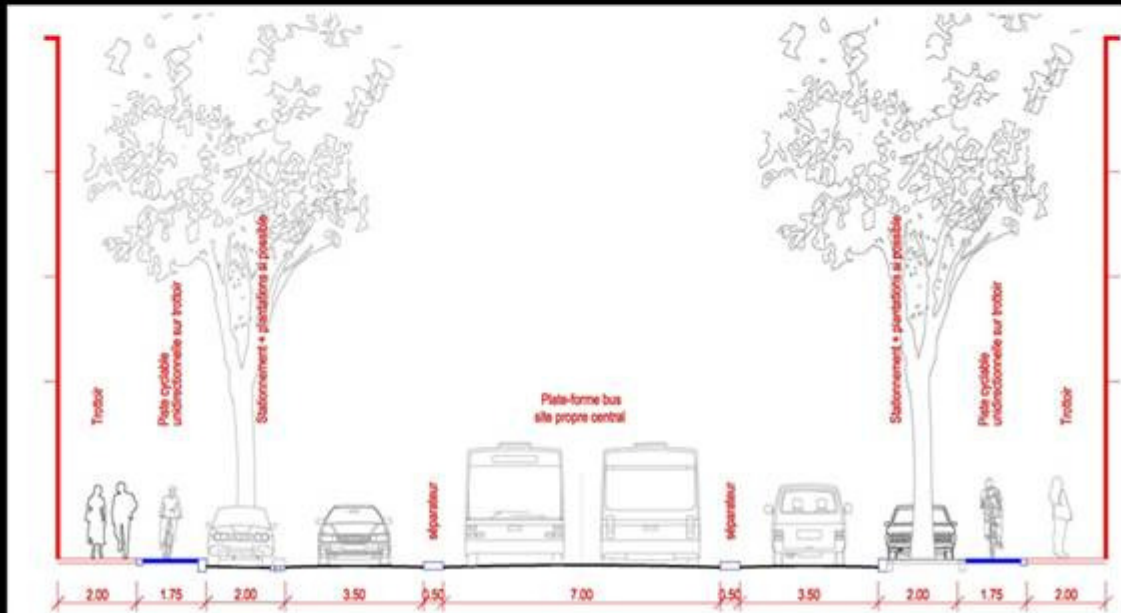 Trottoir
Piste cyclable
unidirectionnelle sur trottoir
Stationnement + plantations si possible
séparateur
Plate-forme bus
site propre central
séparateur
Stationnement + plantations si possible
Piste cyclable
unidirectionnelle sur trottoir
Trottoir
2.00 1.75 2.00 3.50 0.50 7.00 0.50 3.50 2.00 1.75 2.00